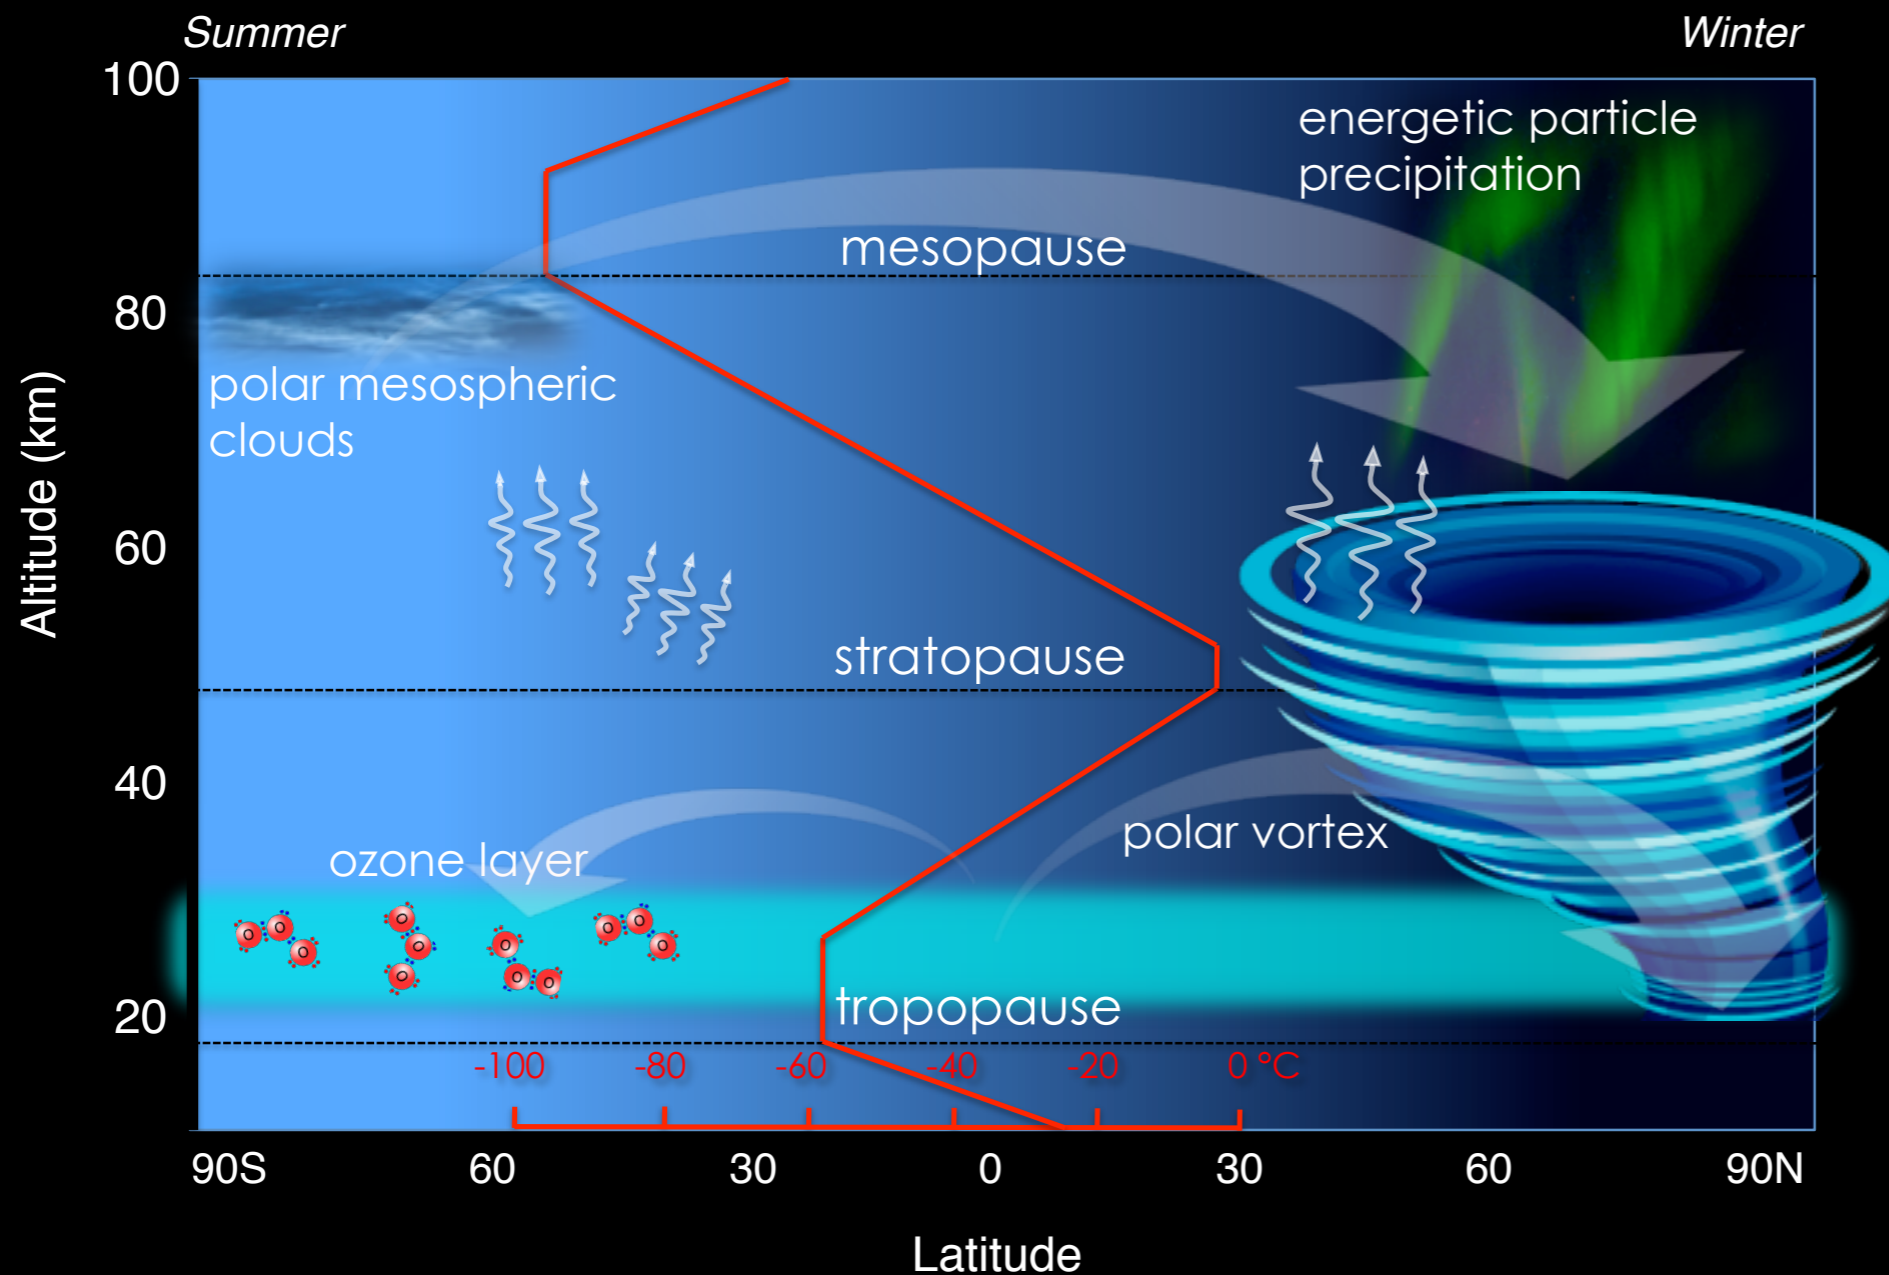 Summer
Winter
100
energetic particle
precipitation
mesopause
80
polar mesospheric
clouds
Altitude (km)
60
stratopause
40
polar vortex
ozone layer
O O O O O O O O O O O O
20
tropopause
-100 -80 -60 -40 -20 0 °C
90S 60 30 0 30 60 90N
Latitude